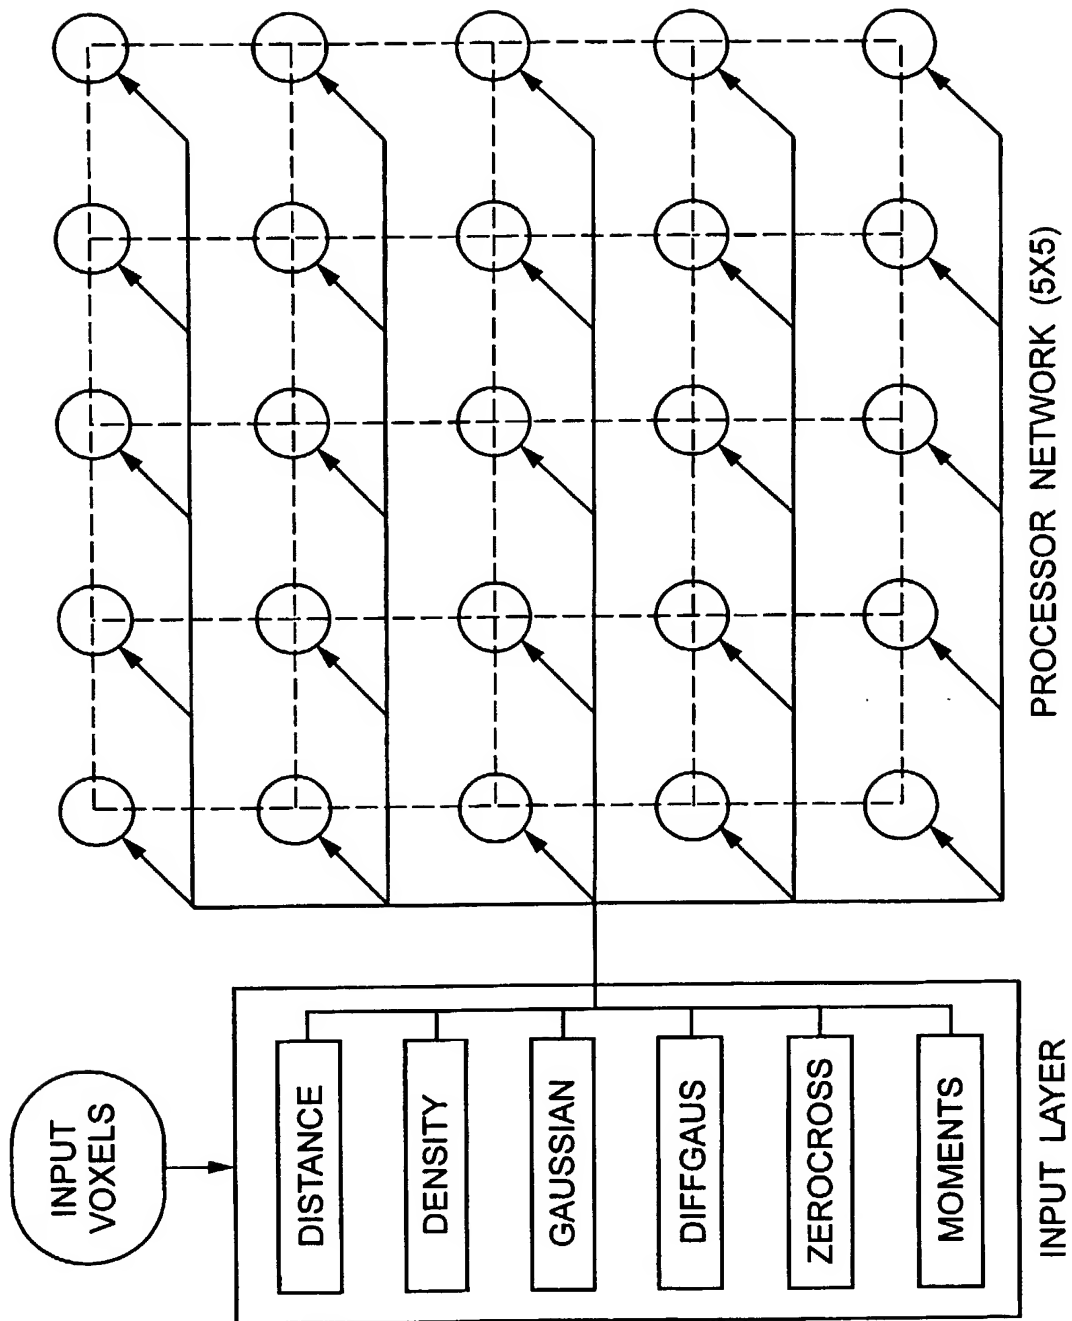 INPUT
VOXELS
DISTANCE
DENSITY
GAUSSIAN
DIFFGAUS
ZEROCROSS
MOMENTS
INPUT LAYER
PROCESSOR NETWORK (5X5)